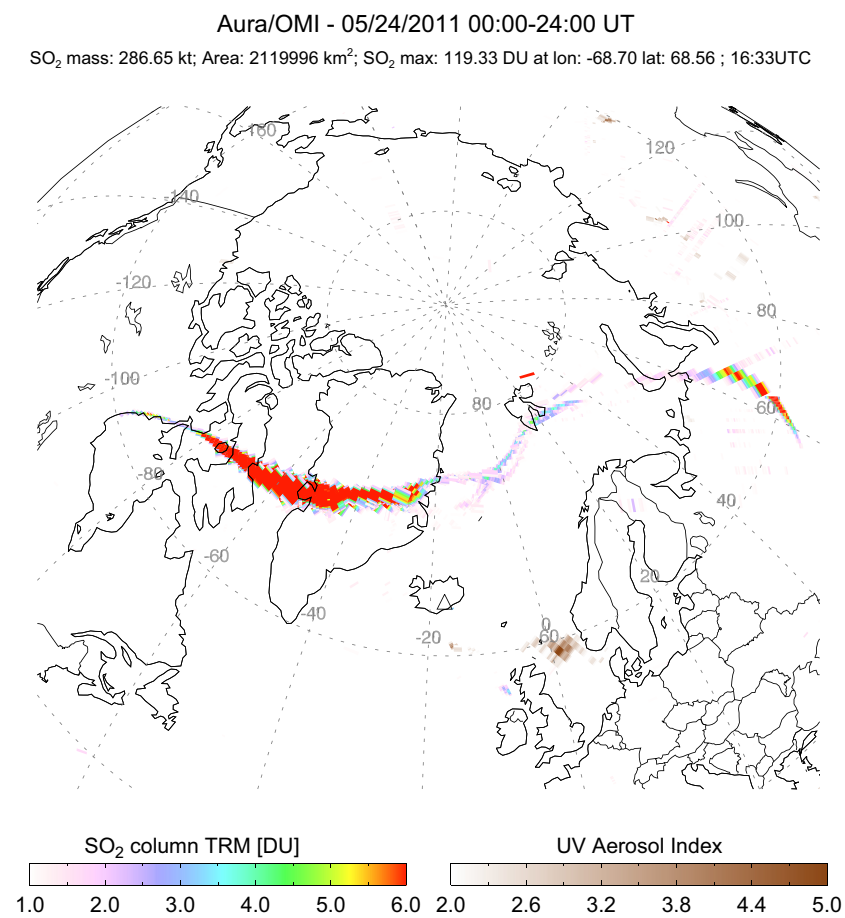 Aura/OMI - 05/24/2011 00:00-24:00 UT
SO₂ mass: 286.65 kt; Area: 2119996 km²; SO₂ max: 119.33 DU at lon: -68.70 lat: 68.56 ; 16:33UTC
-160
120
-140
100
-120
80
-100
80
60
-80
40
-60
20
-40
0
-20
60
SO₂ column TRM [DU]
1.0 2.0 3.0 4.0 5.0 6.0
UV Aerosol Index
2.0 2.6 3.2 3.8 4.4 5.0